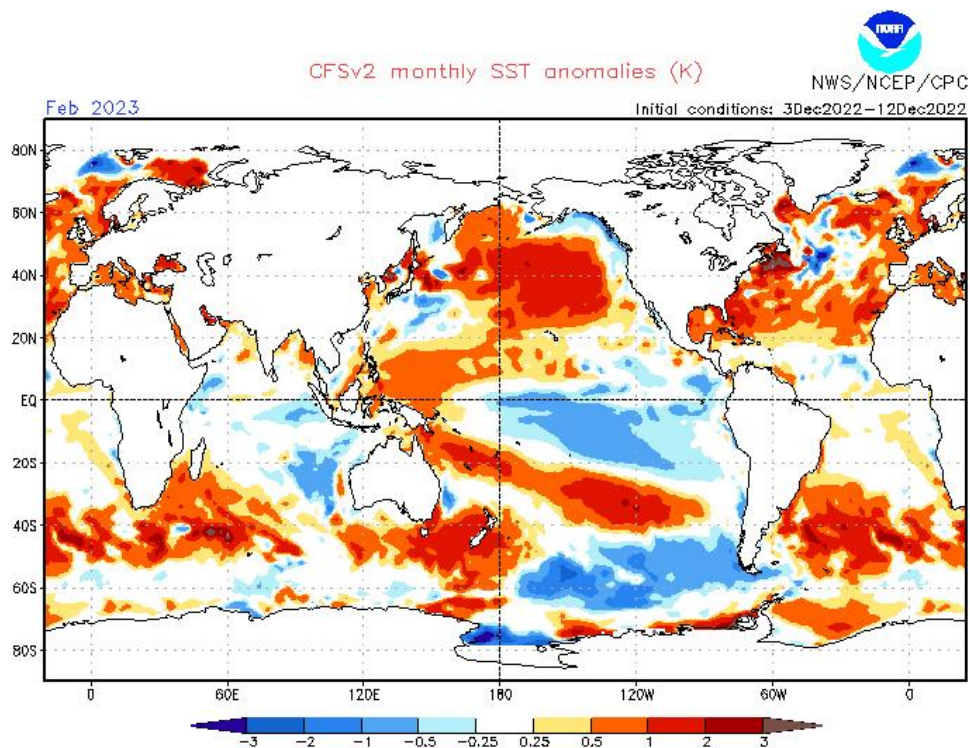 NOAA
CFSv2 monthly SST anomalies (K)
NWS/NCEP/CPC
Feb 2023
Initial conditions: 3Dec2022-12Dec2022
80N
60N
40N
20N
EQ
20S
40S
60S
80S
0 60E 120E 180 120W 60W 0
-3 -2 -1 -0.5 -0.25 0.25 0.5 1 2 3